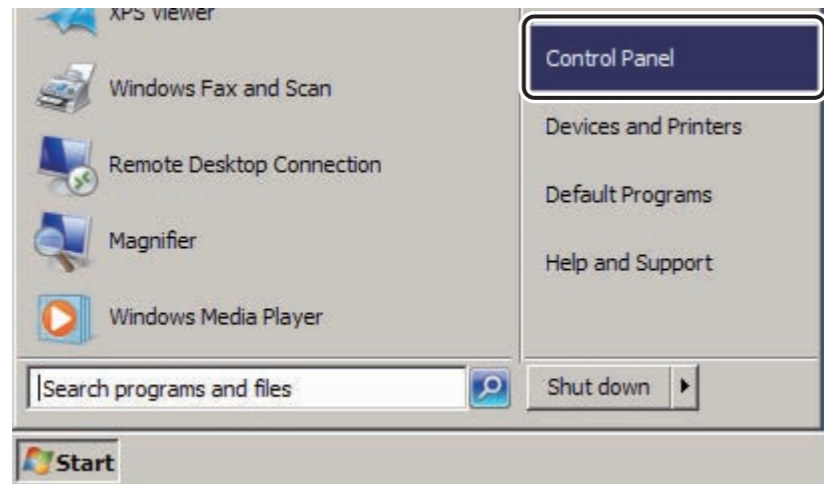 XPS Viewer
Windows Fax and Scan
Remote Desktop Connection
Magnifier
Windows Media Player
Search programs and files
Control Panel
Devices and Printers
Default Programs
Help and Support
Shut down
Start